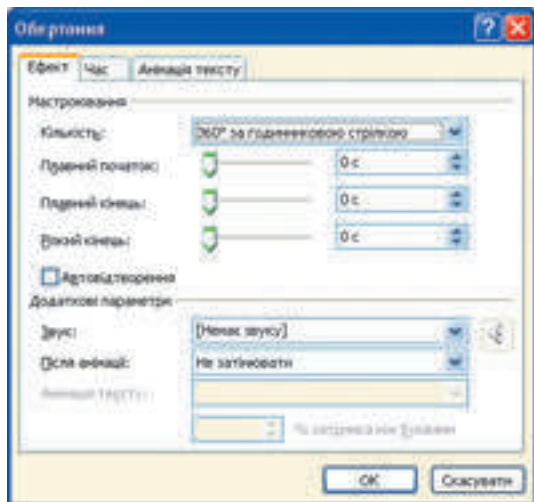 Обертання
Ефект Час Анімація тексту
Настроювання
Кількість: 360° за годинниковою стрілкою
Плавний початок: 0 с
Плавний кінець: 0 с
Різкий кінець: 0 с
Автовідтворення
Додаткові параметри
Звук: [Немає звуку]
Після анімації: Не затінювати
Анімація тексту:
% затримка між буквами
OK Скасувати